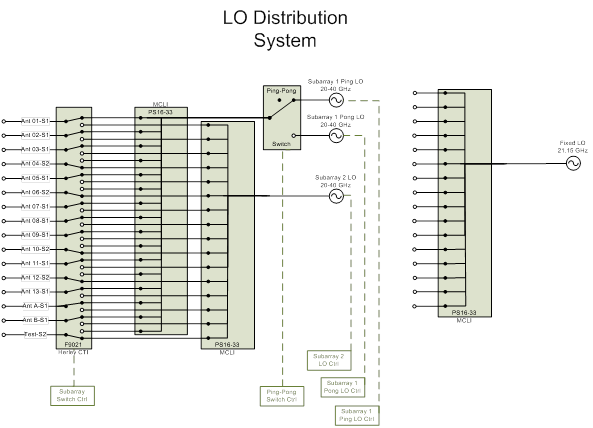 LO Distribution
System
Subarray 1 Ping LO
20-40 GHz
Ping-Pong
Switch
Subarray 1 Pong LO
20-40 GHz
Subarray 2 LO
20-40 GHz
MCLI
PS16-33
Ant 01-S1
Ant 02-S1
Ant 03-S1
Ant 04-S2
Ant 05-S1
Ant 06-S2
Ant 07-S1
Ant 08-S1
Ant 09-S1
Ant 10-S2
Ant 11-S1
Ant 12-S2
Ant 13-S1
Ant A-S1
Ant B-S1
Test-S2
F9021
Herley CTI
PS16-33
MCLI
Fixed LO
21.15 GHz
PS16-33
MCLI
Subarray
Switch Ctrl
Ping-Pong
Switch Ctrl
Subarray 2
LO Ctrl
Subarray 1
Pong LO Ctrl
Subarray 1
Ping LO Ctrl